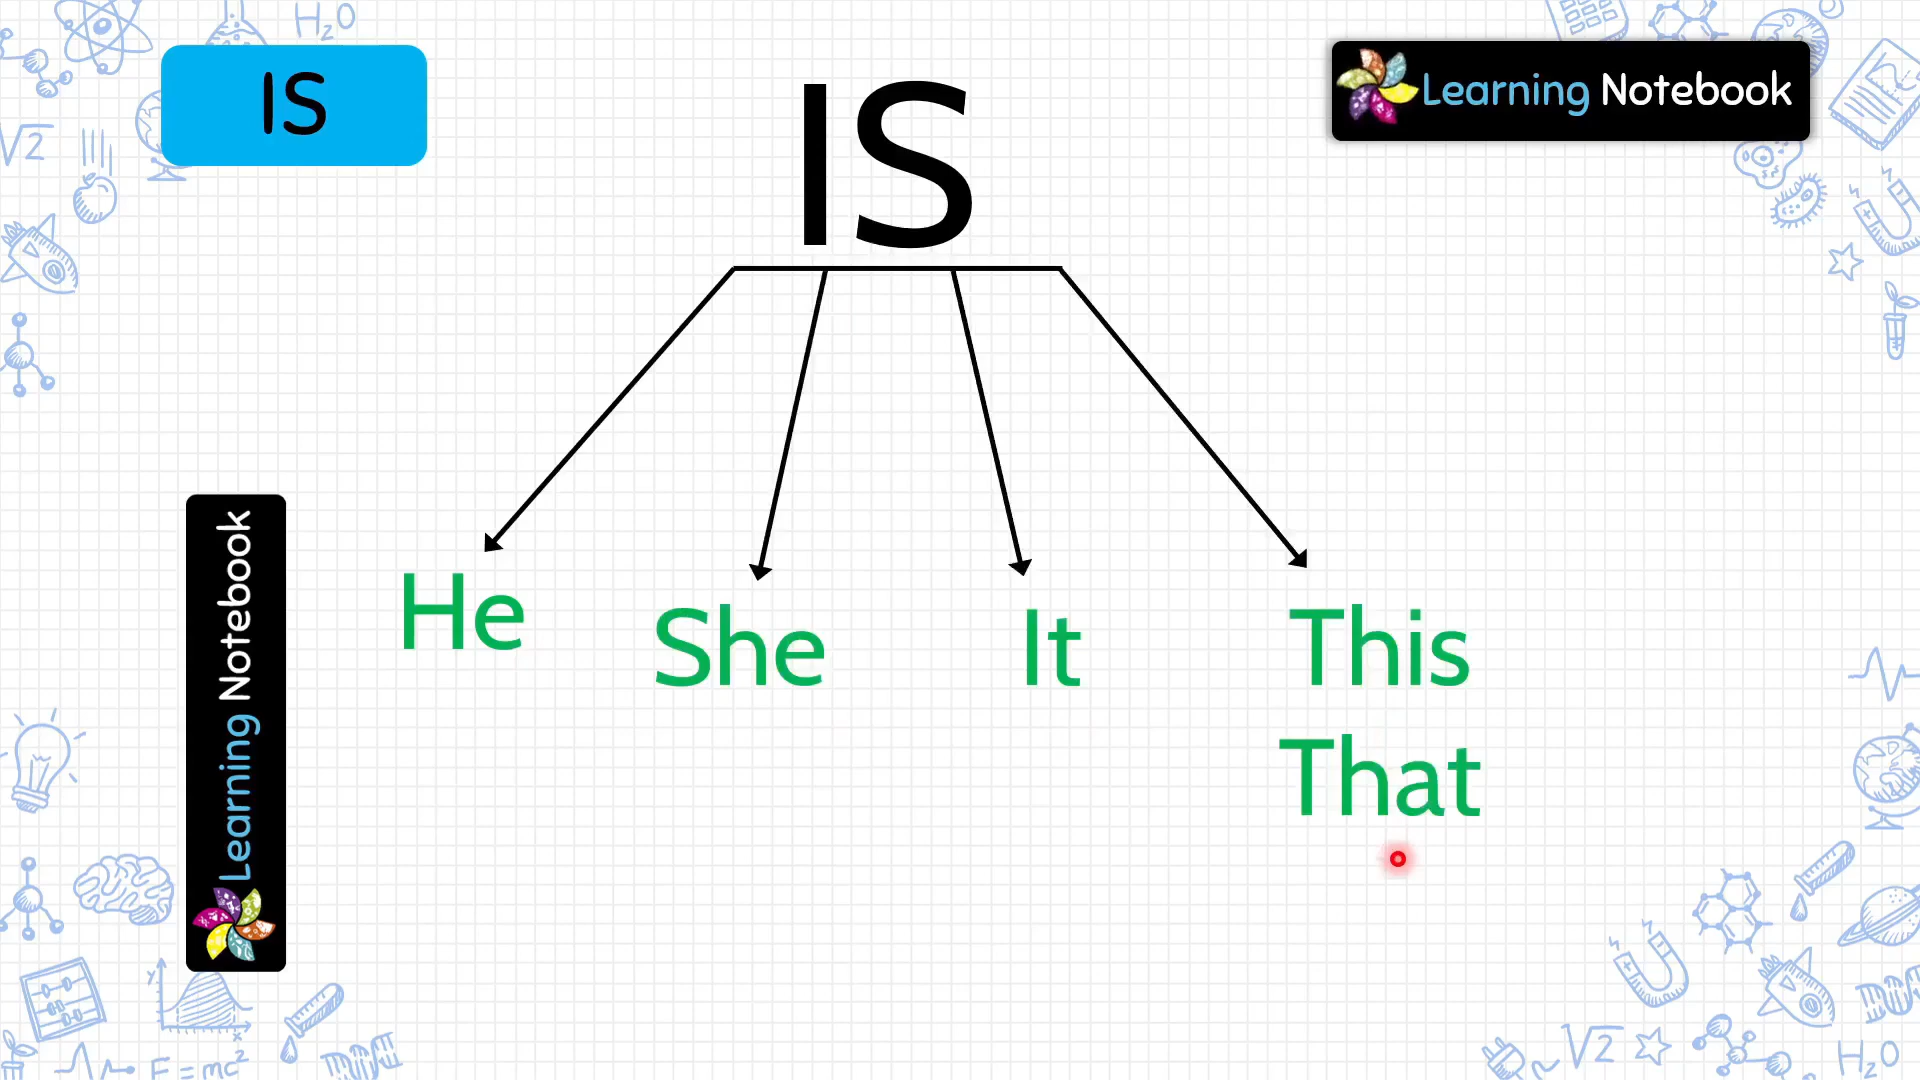 H₂O
IS
IS
Learning Notebook
√2
He
She
It
This
That
Learning Notebook
y
x
F = mc²
√2
H₂O